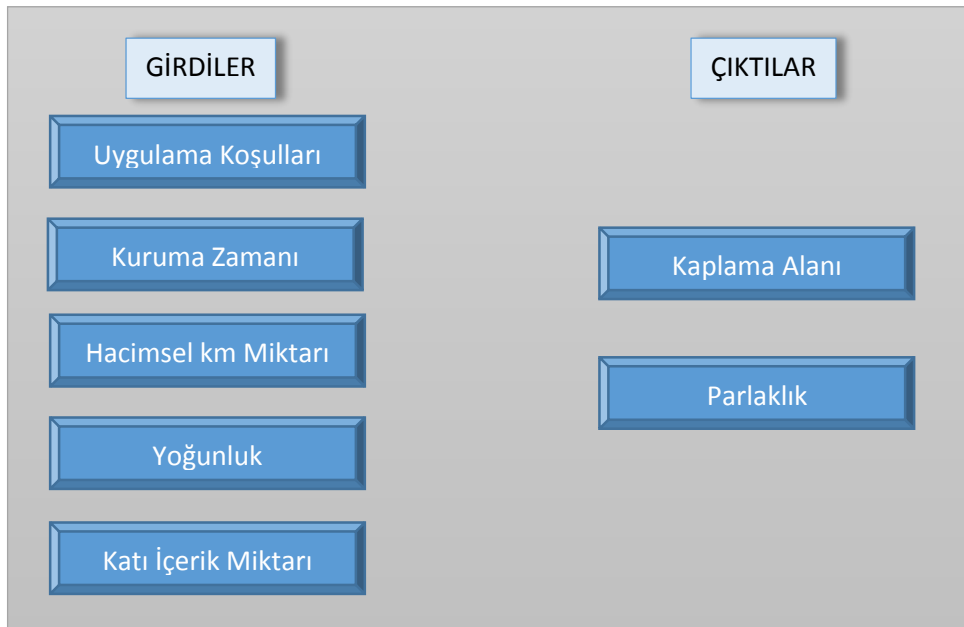 GİRDİLER
Uygulama Koşulları
Kuruma Zamanı
Hacimsel km Miktarı
Yoğunluk
Katı İçerik Miktarı
ÇIKTILAR
Kaplama Alanı
Parlaklık